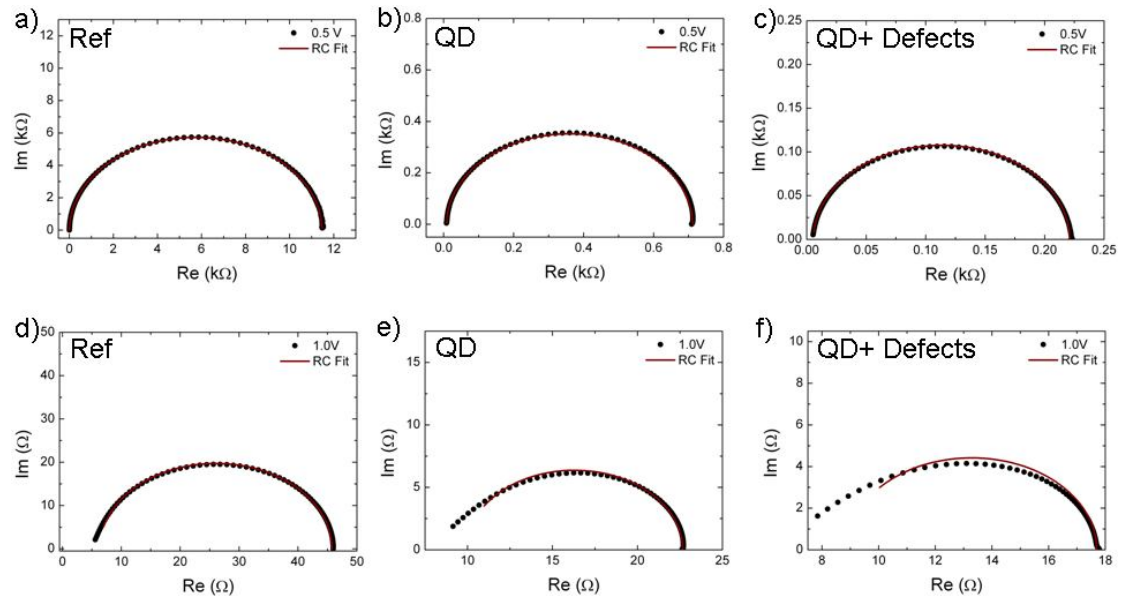 a) Ref
0.5 V
RC Fit
12
10
8
6
4
2
0
Im (kΩ)
0 2 4 6 8 10 12
Re (kΩ)
b) QD
0.5V
RC Fit
0.8
0.6
0.4
0.2
0.0
Im (kΩ)
0.0 0.2 0.4 0.6 0.8
Re (kΩ)
c) QD+ Defects
0.5V
RC Fit
0.25
0.20
0.15
0.10
0.05
0.00
Im (kΩ)
0.00 0.05 0.10 0.15 0.20 0.25
Re (kΩ)
d) Ref
1.0V
RC Fit
50
40
30
20
10
0
Im (Ω)
0 10 20 30 40 50
Re (Ω)
e) QD
1.0V
RC Fit
15
10
5
0
Im (Ω)
10 15 20 25
Re (Ω)
f) QD+ Defects
1.0V
RC Fit
10
8
6
4
2
0
Im (Ω)
8 10 12 14 16 18
Re (Ω)